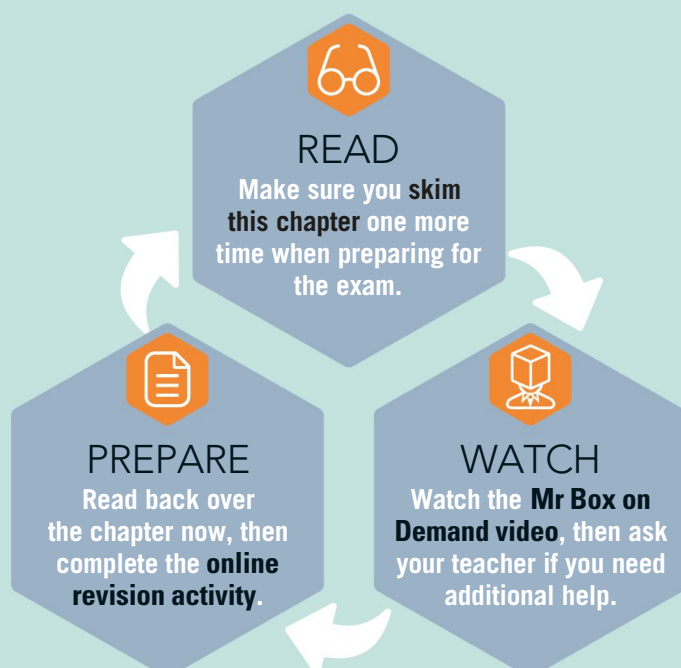 READ
Make sure you skim
this chapter one more
time when preparing for
the exam.
PREPARE
Read back over
the chapter now, then
complete the online
revision activity.
WATCH
Watch the Mr Box on
Demand video, then ask
your teacher if you need
additional help.